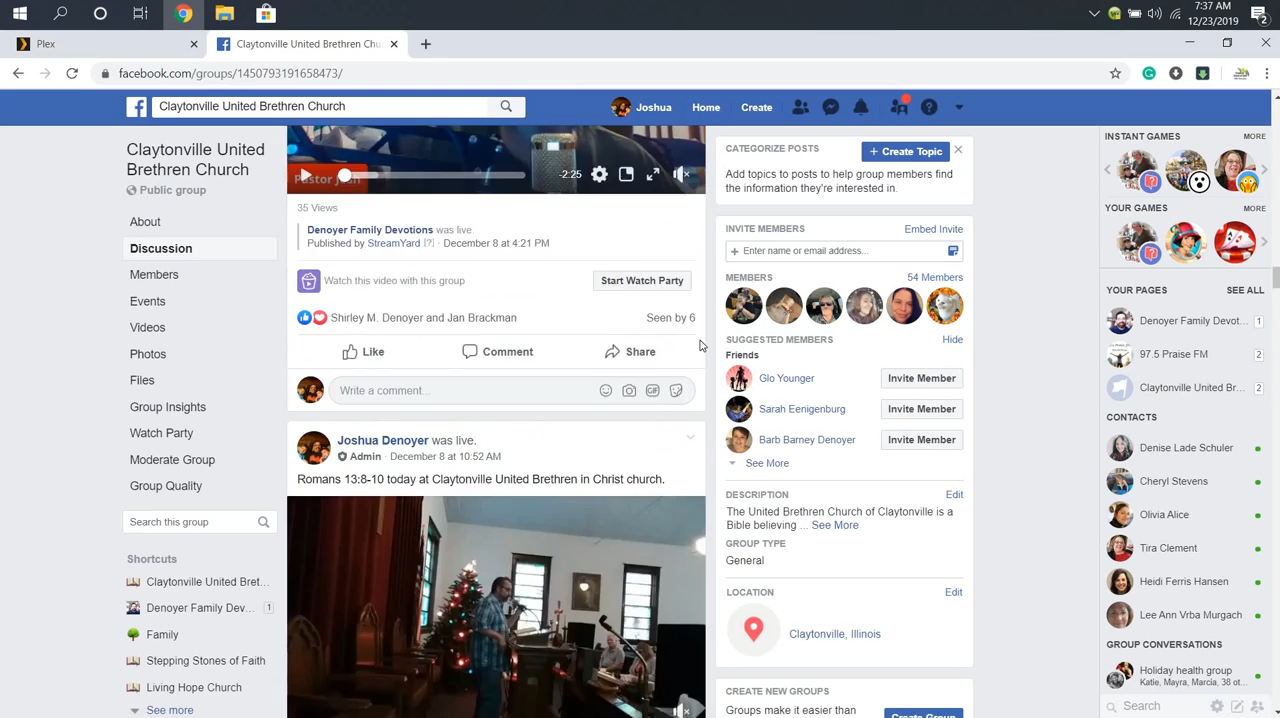 7:37 AM
12/23/2019
2
Plex
Claytonville United Brethren Chu
facebook.com/groups/1450793191658473/
Claytonville United Brethren Church
Joshua
Home
Create
Claytonville United
Brethren Church
Public group
About
Discussion
Members
Events
Videos
Photos
Files
Group Insights
Watch Party
Moderate Group
Group Quality
Search this group
Shortcuts
Claytonville United Bret...
Denoyer Family Dev... 1
Family
Stepping Stones of Faith
Living Hope Church
See more
-2:25
35 Views
Denoyer Family Devotions was live.
Published by StreamYard [?] · December 8 at 4:21 PM
Watch this video with this group
Start Watch Party
Shirley M. Denoyer and Jan Brackman
Seen by 6
Like
Comment
Share
Write a comment...
GIF
Joshua Denoyer was live.
Admin · December 8 at 10:52 AM
Romans 13:8-10 today at Claytonville United Brethren in Christ church.
CATEGORIZE POSTS
+ Create Topic
Add topics to posts to help group members find
the information they're interested in.
INVITE MEMBERS
Embed Invite
+ Enter name or email address...
MEMBERS
54 Members
SUGGESTED MEMBERS
Hide
Friends
Glo Younger
Invite Member
Sarah Eenigenburg
Invite Member
Barb Barney Denoyer
Invite Member
See More
DESCRIPTION
Edit
The United Brethren Church of Claytonville is a
Bible believing ... See More
GROUP TYPE
General
LOCATION
Edit
Claytonville, Illinois
CREATE NEW GROUPS
Groups make it easier than
Create Group
INSTANT GAMES
MORE
YOUR GAMES
MORE
YOUR PAGES
SEE ALL
Denoyer Family Devot... 1
97.5 Praise FM 2
Claytonville United Br... 2
CONTACTS
Denise Lade Schuler
Cheryl Stevens
Olivia Alice
Tira Clement
Heidi Ferris Hansen
Lee Ann Vrba Murgach
GROUP CONVERSATIONS
Holiday health group
Katie, Mayra, Marcia, 38 ot...
Search